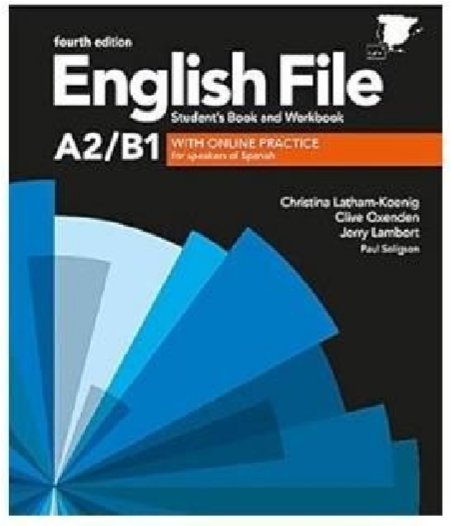 fourth edition
English File
Student's Book and Workbook
A2/B1
WITH ONLINE PRACTICE
for speakers of Spanish
Christina Latham-Koenig
Clive Oxenden
Jerry Lambert
Paul Seligson